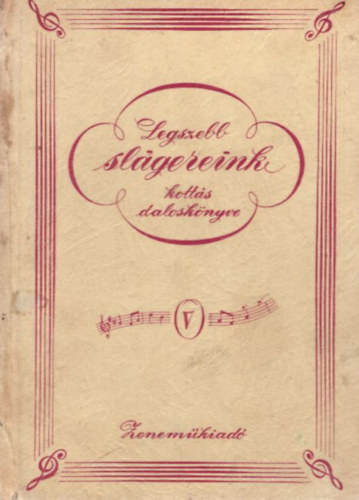 Legszebb
slágereink
kottás
daloskönyve
V
Zeneműkiadó